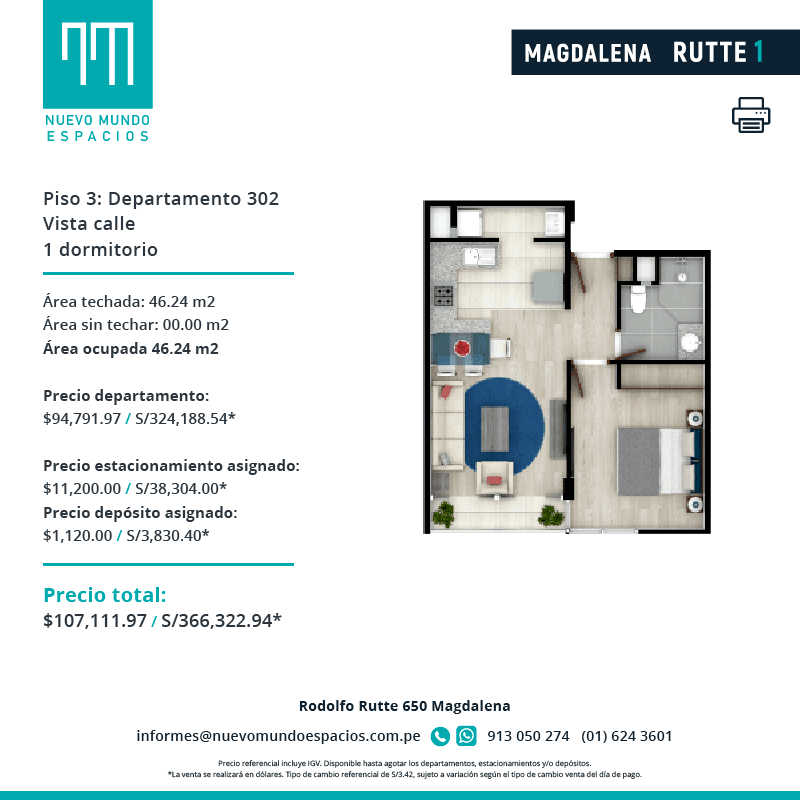 MAGDALENA RUTTE 1
NUEVO MUNDO
ESPACIOS
Piso 3: Departamento 302
Vista calle
1 dormitorio
Área techada: 46.24 m2
Área sin techar: 00.00 m2
Área ocupada 46.24 m2
Precio departamento:
$94,791.97 / S/324,188.54*
Precio estacionamiento asignado:
$11,200.00 / S/38,304.00*
Precio depósito asignado:
$1,120.00 / S/3,830.40*
Precio total:
$107,111.97 / S/366,322.94*
Rodolfo Rutte 650 Magdalena
informes@nuevomundoespacios.com.pe 913 050 274 (01) 624 3601
Precio referencial incluye IGV. Disponible hasta agotar los departamentos, estacionamientos y/o depósitos.
*La venta se realizará en dólares. Tipo de cambio referencial de S/3.42, sujeto a variación según el tipo de cambio venta del día de pago.